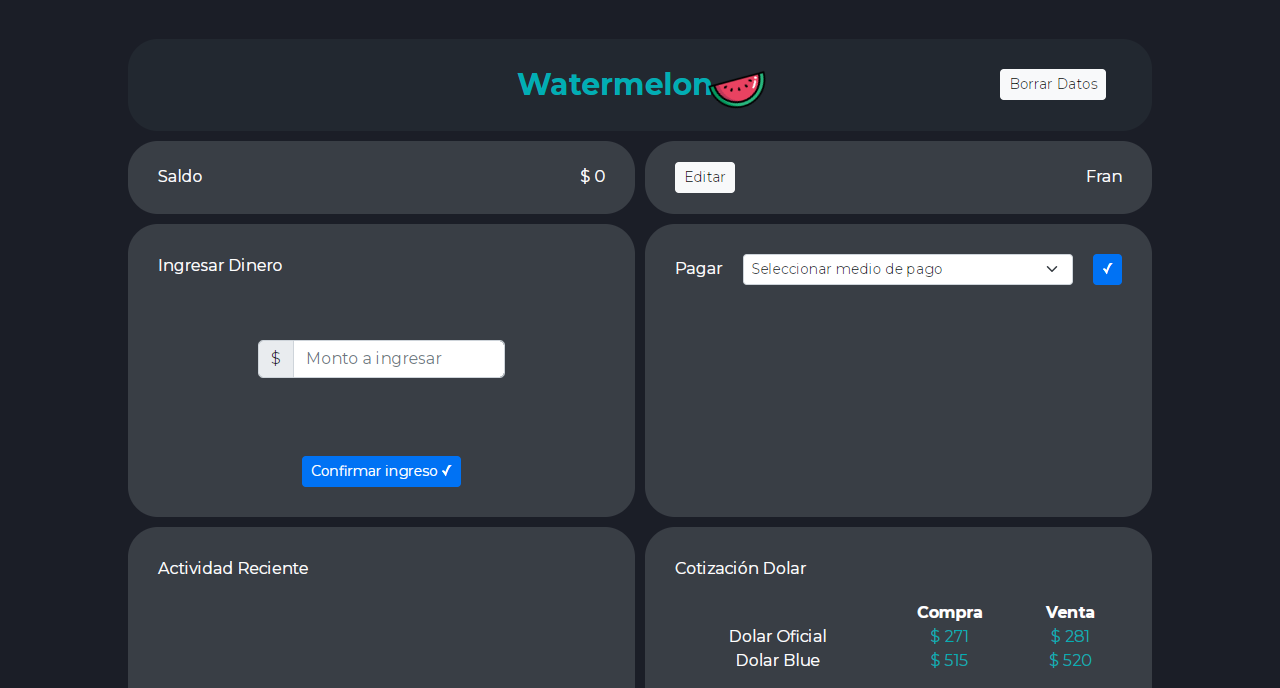 Watermelon
Borrar Datos
Saldo
$ 0
Editar
Fran
Ingresar Dinero
$ Monto a ingresar
Confirmar ingreso ✓
Pagar
Seleccionar medio de pago
✓
Actividad Reciente
Cotización Dolar
Compra Venta
Dolar Oficial $ 271 $ 281
Dolar Blue $ 515 $ 520